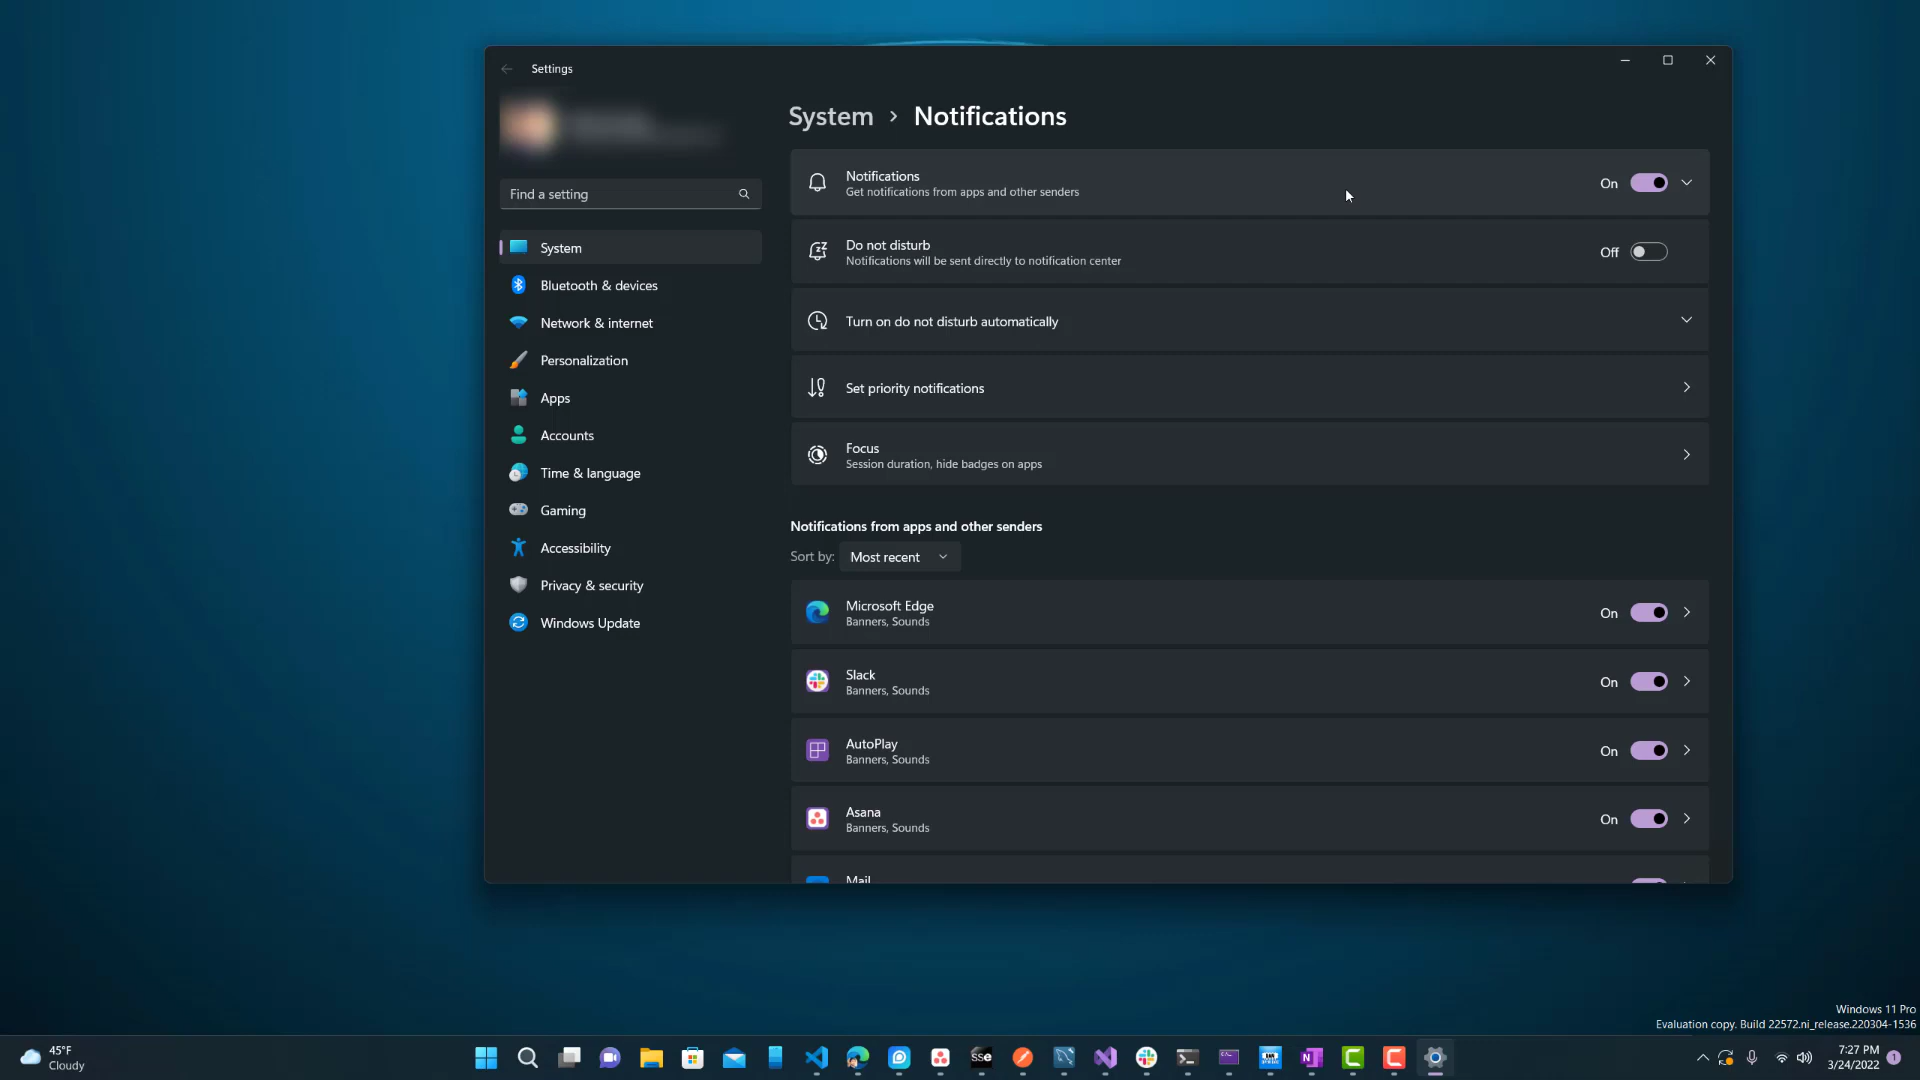 Settings
Find a setting
System
Bluetooth & devices
Network & internet
Personalization
Apps
Accounts
Time & language
Gaming
Accessibility
Privacy & security
Windows Update
System > Notifications
Notifications
Get notifications from apps and other senders
On
Do not disturb
Notifications will be sent directly to notification center
Off
Turn on do not disturb automatically
Set priority notifications
Focus
Session duration, hide badges on apps
Notifications from apps and other senders
Sort by: Most recent
Microsoft Edge
Banners, Sounds
On
Slack
Banners, Sounds
On
AutoPlay
Banners, Sounds
On
Asana
Banners, Sounds
On
Mail
Windows 11 Pro
Evaluation copy. Build 22572.ni_release.220304-1536
45°F
Cloudy
SSe
N
7:27 PM
3/24/2022
1